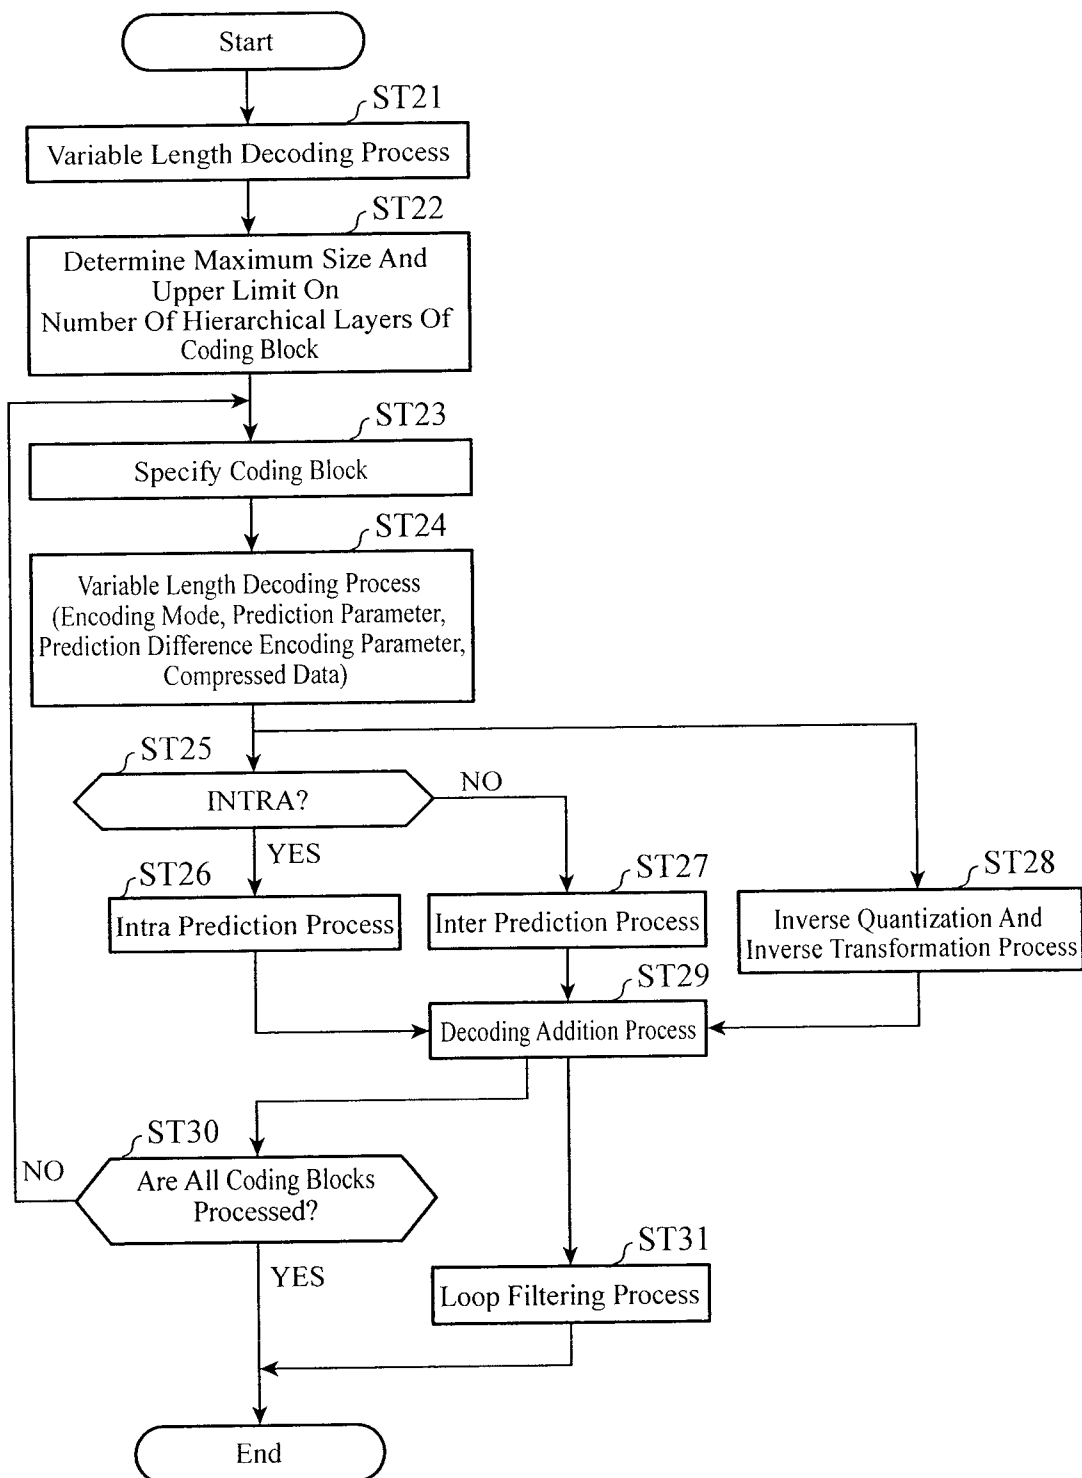 Start
ST21
Variable Length Decoding Process
ST22
Determine Maximum Size And
Upper Limit On
Number Of Hierarchical Layers Of
Coding Block
ST23
Specify Coding Block
ST24
Variable Length Decoding Process
(Encoding Mode, Prediction Parameter,
Prediction Difference Encoding Parameter,
Compressed Data)
ST25
INTRA?
NO
YES
ST26
Intra Prediction Process
ST27
Inter Prediction Process
ST28
Inverse Quantization And
Inverse Transformation Process
ST29
Decoding Addition Process
ST30
NO
Are All Coding Blocks
Processed?
YES
ST31
Loop Filtering Process
End